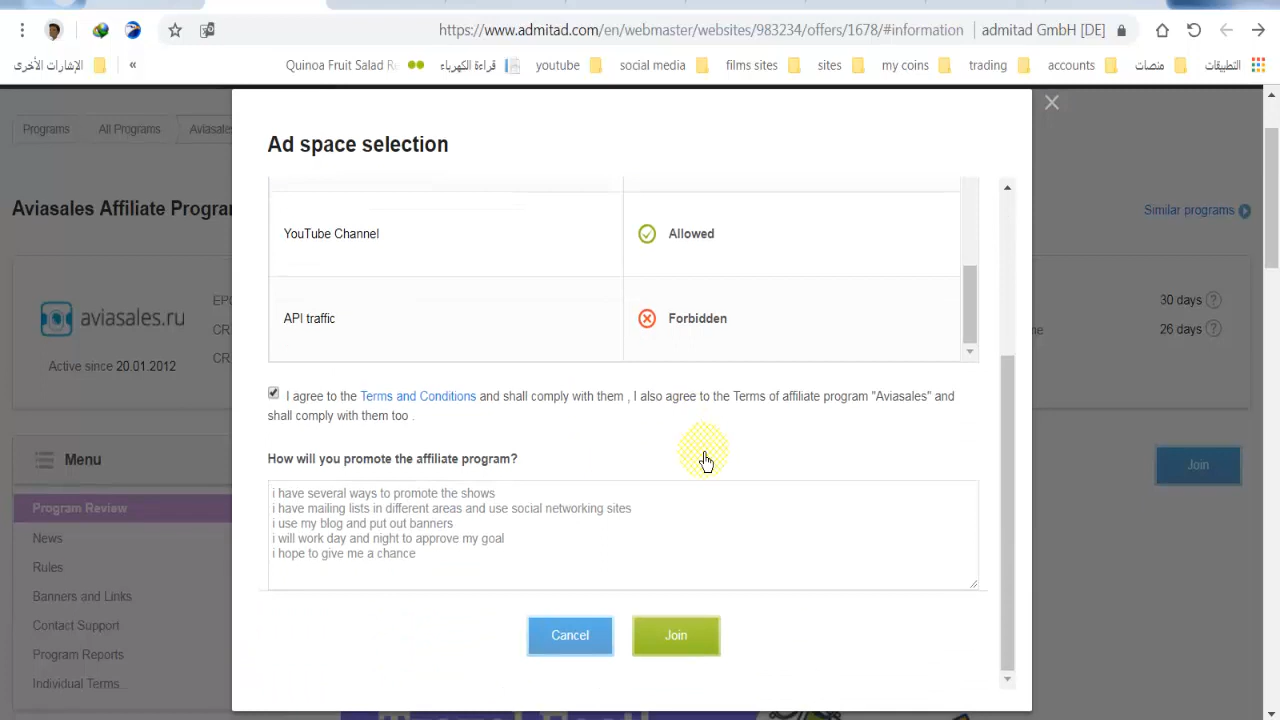 https://www.admitad.com/en/webmaster/websites/983234/offers/1678/#information
admitad GmbH [DE]
الإشارات الأخرى
»
Quinoa Fruit Salad Re
قراءة الكهرباء
youtube
social media
films sites
sites
my coins
trading
accounts
منصات
التطبيقات
Programs
All Programs
Aviasales
Ad space selection
Aviasales Affiliate Progra
Similar programs
YouTube Channel
Allowed
API traffic
Forbidden
aviasales.ru
EPC
CR
CR
Active since 20.01.2012
30 days ?
me
26 days ?
I agree to the Terms and Conditions and shall comply with them , I also agree to the Terms of affiliate program "Aviasales" and
shall comply with them too .
How will you promote the affiliate program?
i have several ways to promote the shows
i have mailing lists in different areas and use social networking sites
i use my blog and put out banners
i will work day and night to approve my goal
i hope to give me a chance
Cancel
Join
Join
Menu
Program Review
News
Rules
Banners and Links
Contact Support
Program Reports
Individual Terms...